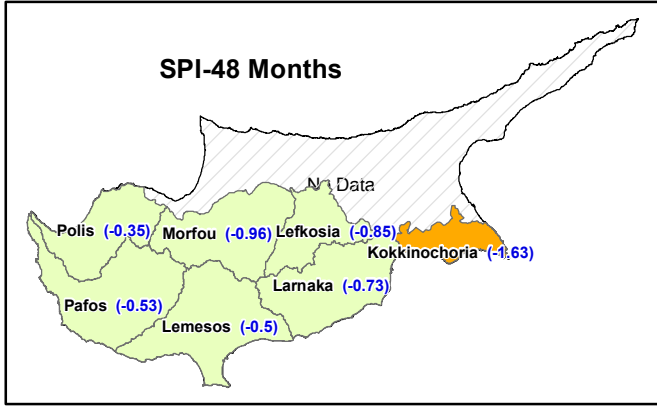 SPI-48 Months
No Data
Polis (-0.35)
Morfou (-0.96)
Lefkosia (-0.85)
Kokkinochoria (-1.63)
Larnaka (-0.73)
Pafos (-0.53)
Lemesos (-0.5)